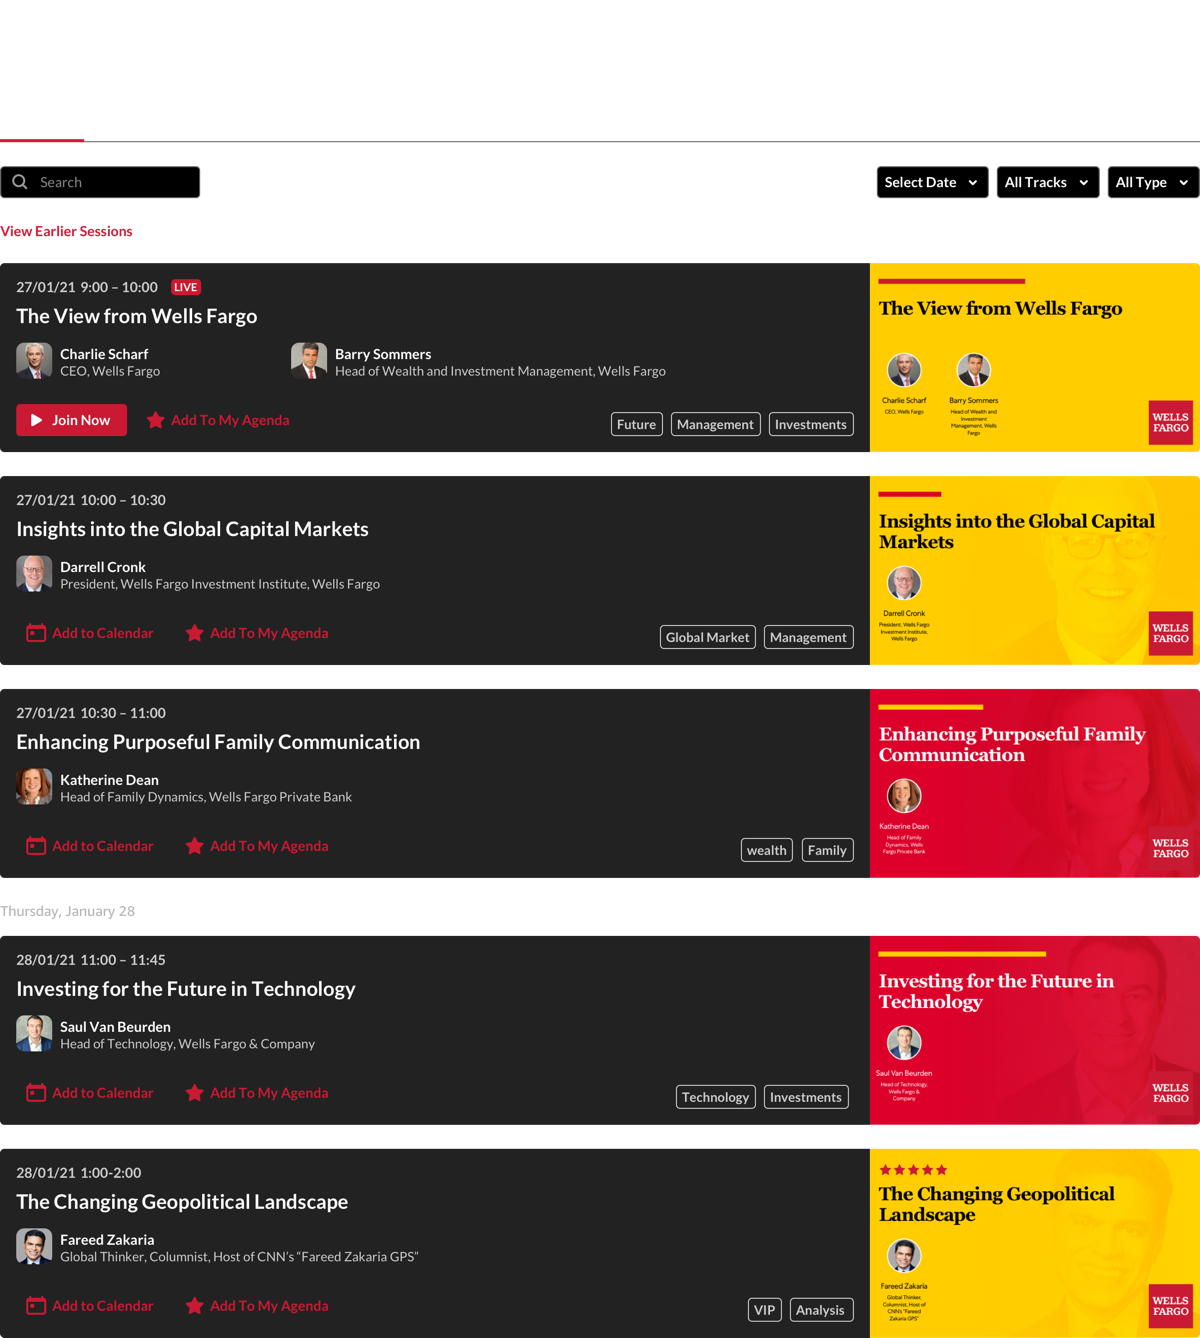 Search
Select Date
All Tracks
All Type
View Earlier Sessions
27/01/21 9:00 – 10:00 LIVE
The View from Wells Fargo
Charlie Scharf
CEO, Wells Fargo
Barry Sommers
Head of Wealth and Investment Management, Wells Fargo
Join Now
Add To My Agenda
Future
Management
Investments
The View from Wells Fargo
Charlie Scharf
CEO, Wells Fargo
Barry Sommers
Head of Wealth and
Investment
Management, Wells
Fargo
WELLS
FARGO
27/01/21 10:00 – 10:30
Insights into the Global Capital Markets
Darrell Cronk
President, Wells Fargo Investment Institute, Wells Fargo
Add to Calendar
Add To My Agenda
Global Market
Management
Insights into the Global Capital
Markets
Darrell Cronk
President, Wells Fargo
Investment Institute,
Wells Fargo
WELLS
FARGO
27/01/21 10:30 – 11:00
Enhancing Purposeful Family Communication
Katherine Dean
Head of Family Dynamics, Wells Fargo Private Bank
Add to Calendar
Add To My Agenda
wealth
Family
Enhancing Purposeful Family
Communication
Katherine Dean
Head of Family
Dynamics, Wells
Fargo Private Bank
WELLS
FARGO
Thursday, January 28
28/01/21 11:00 – 11:45
Investing for the Future in Technology
Saul Van Beurden
Head of Technology, Wells Fargo & Company
Add to Calendar
Add To My Agenda
Technology
Investments
Investing for the Future in
Technology
Saul Van Beurden
Head of Technology,
Wells Fargo &
Company
WELLS
FARGO
28/01/21 1:00-2:00
The Changing Geopolitical Landscape
Fareed Zakaria
Global Thinker, Columnist, Host of CNN's “Fareed Zakaria GPS”
Add to Calendar
Add To My Agenda
VIP
Analysis
The Changing Geopolitical
Landscape
Fareed Zakaria
Global Thinker,
Columnist, Host of
CNN's "Fareed
Zakaria GPS"
WELLS
FARGO